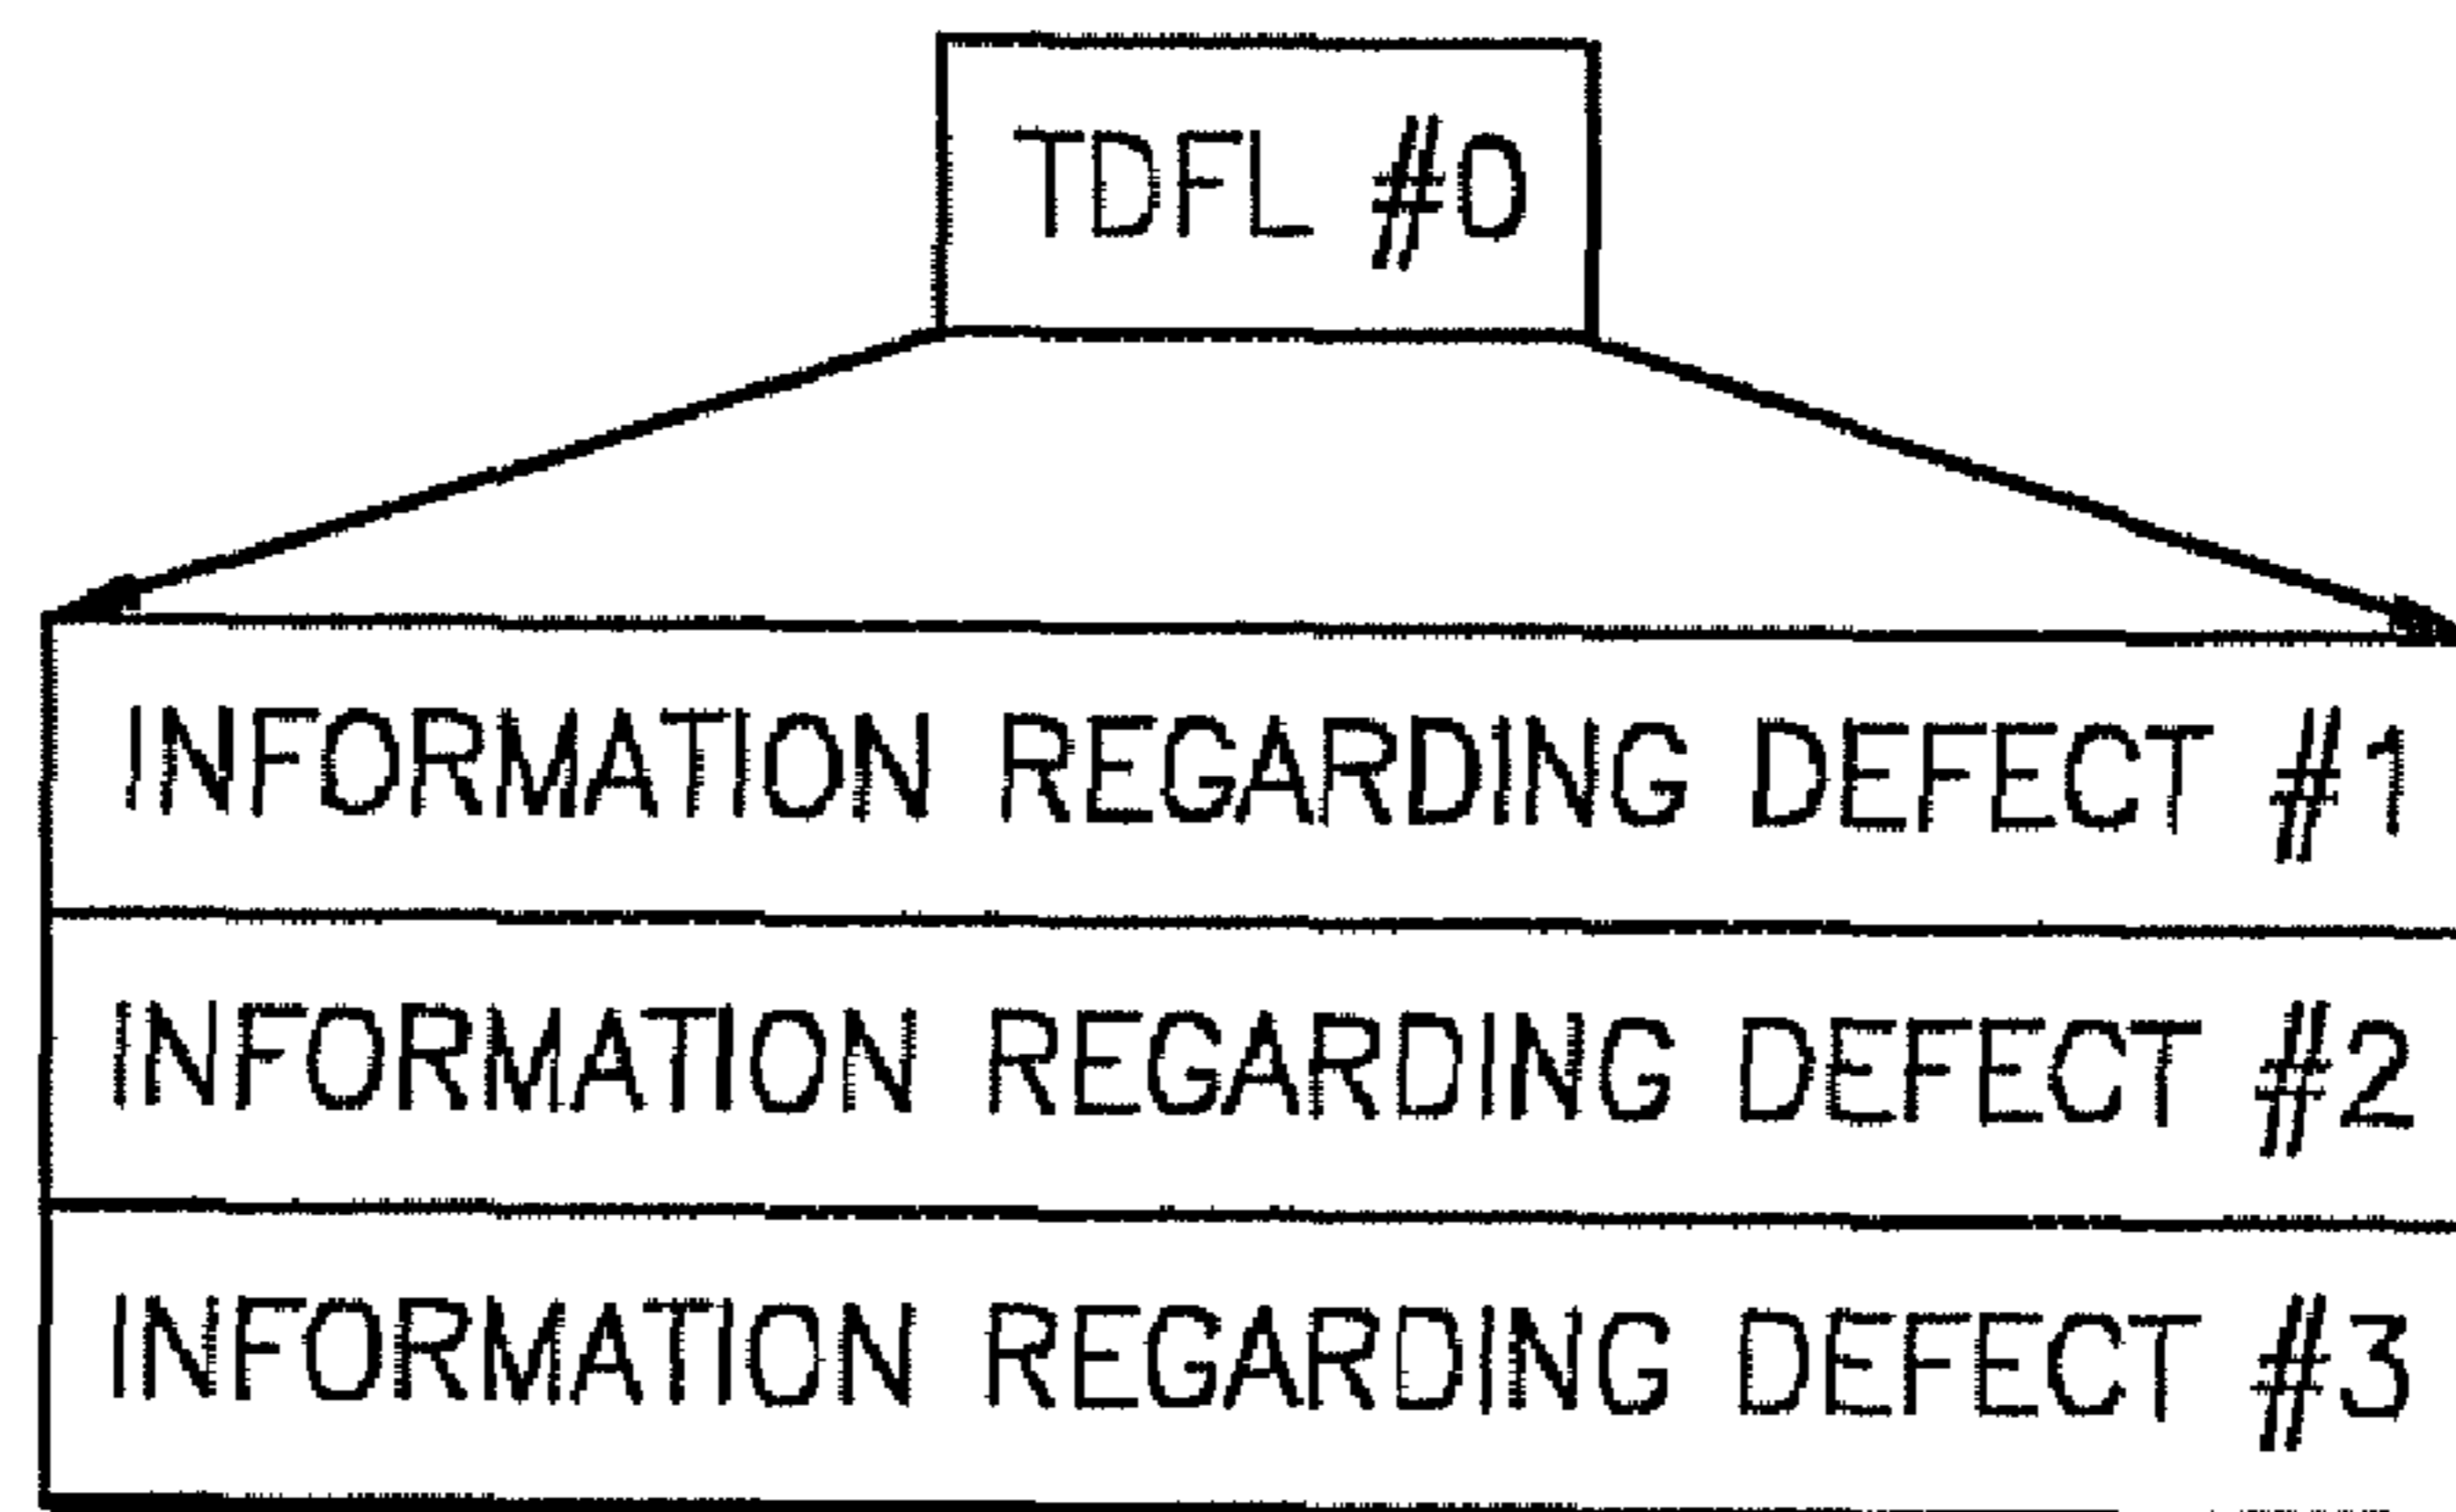 TDFL #0
INFORMATION REGARDING DEFECT #1
INFORMATION REGARDING DEFECT #2
INFORMATION REGARDING DEFECT #3